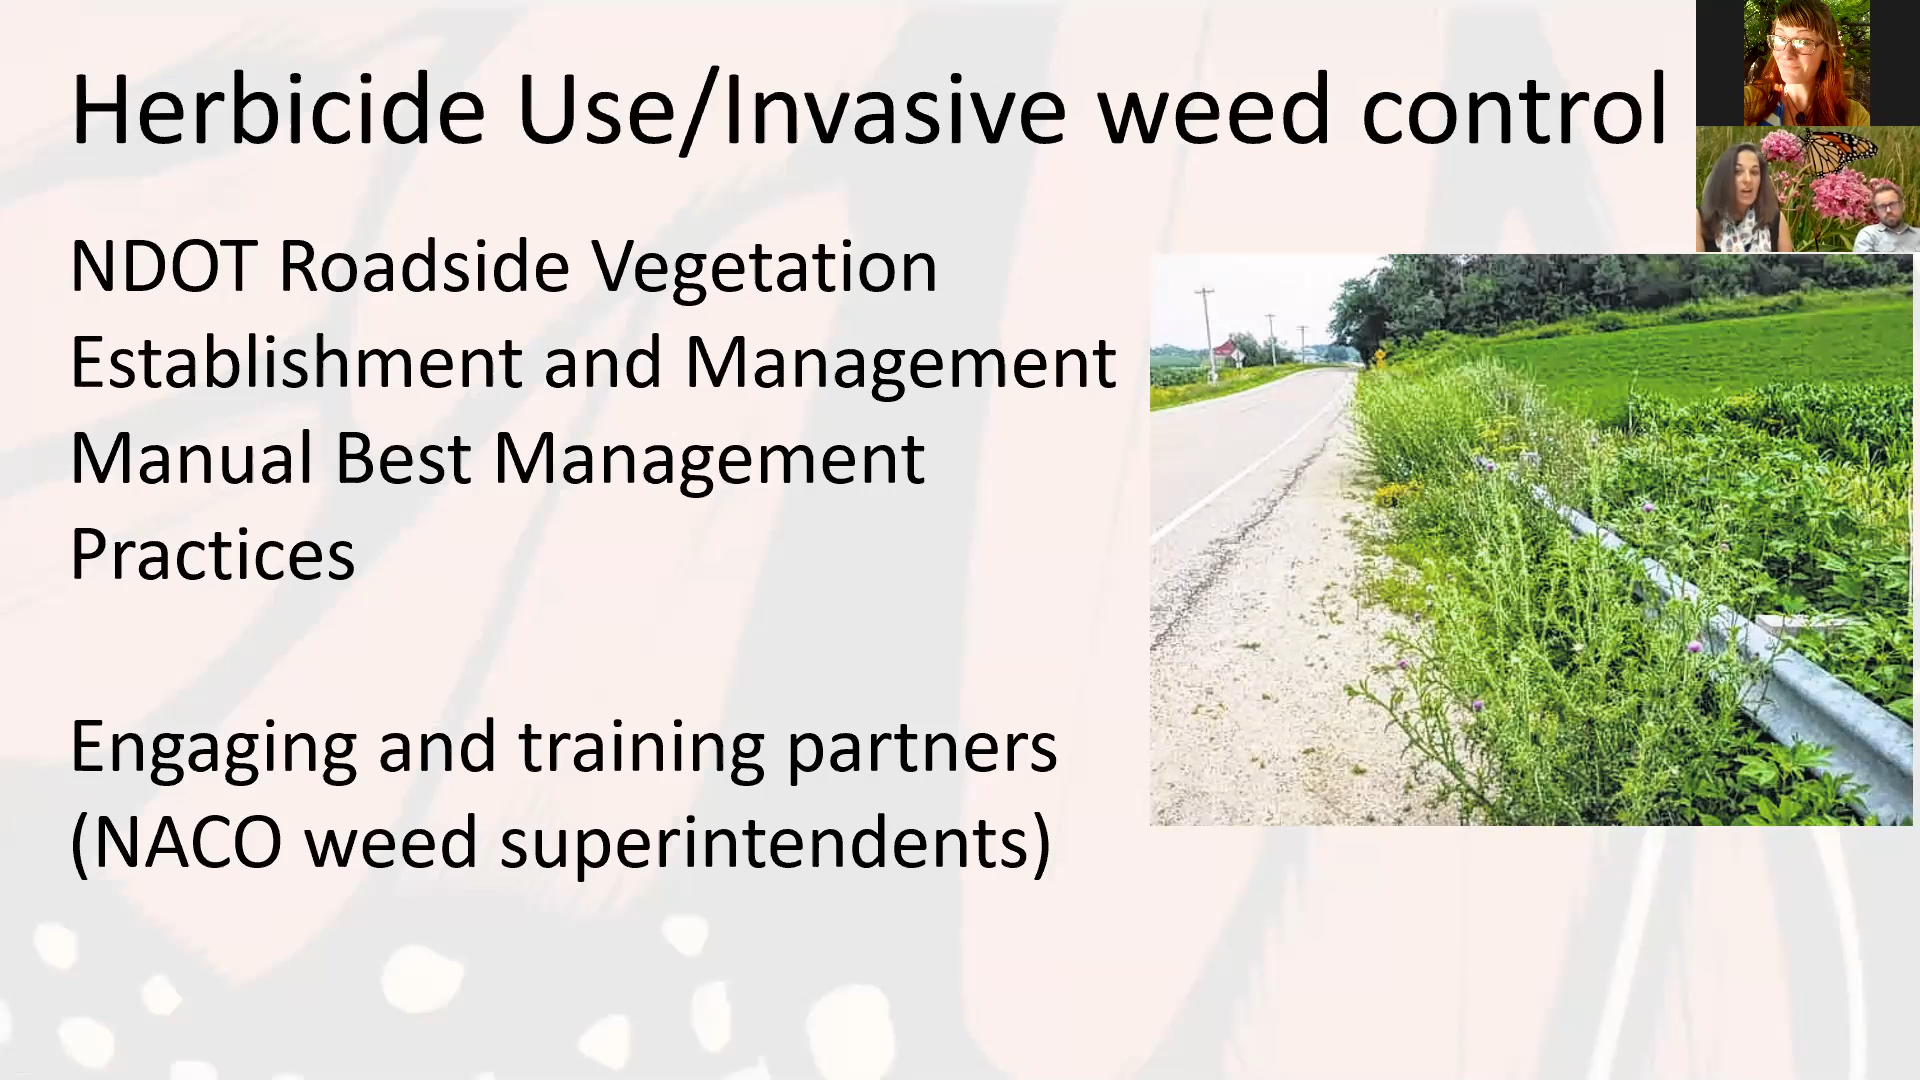 Herbicide Use/Invasive weed control
NDOT Roadside Vegetation
Establishment and Management
Manual Best Management
Practices
Engaging and training partners
(NACO weed superintendents)